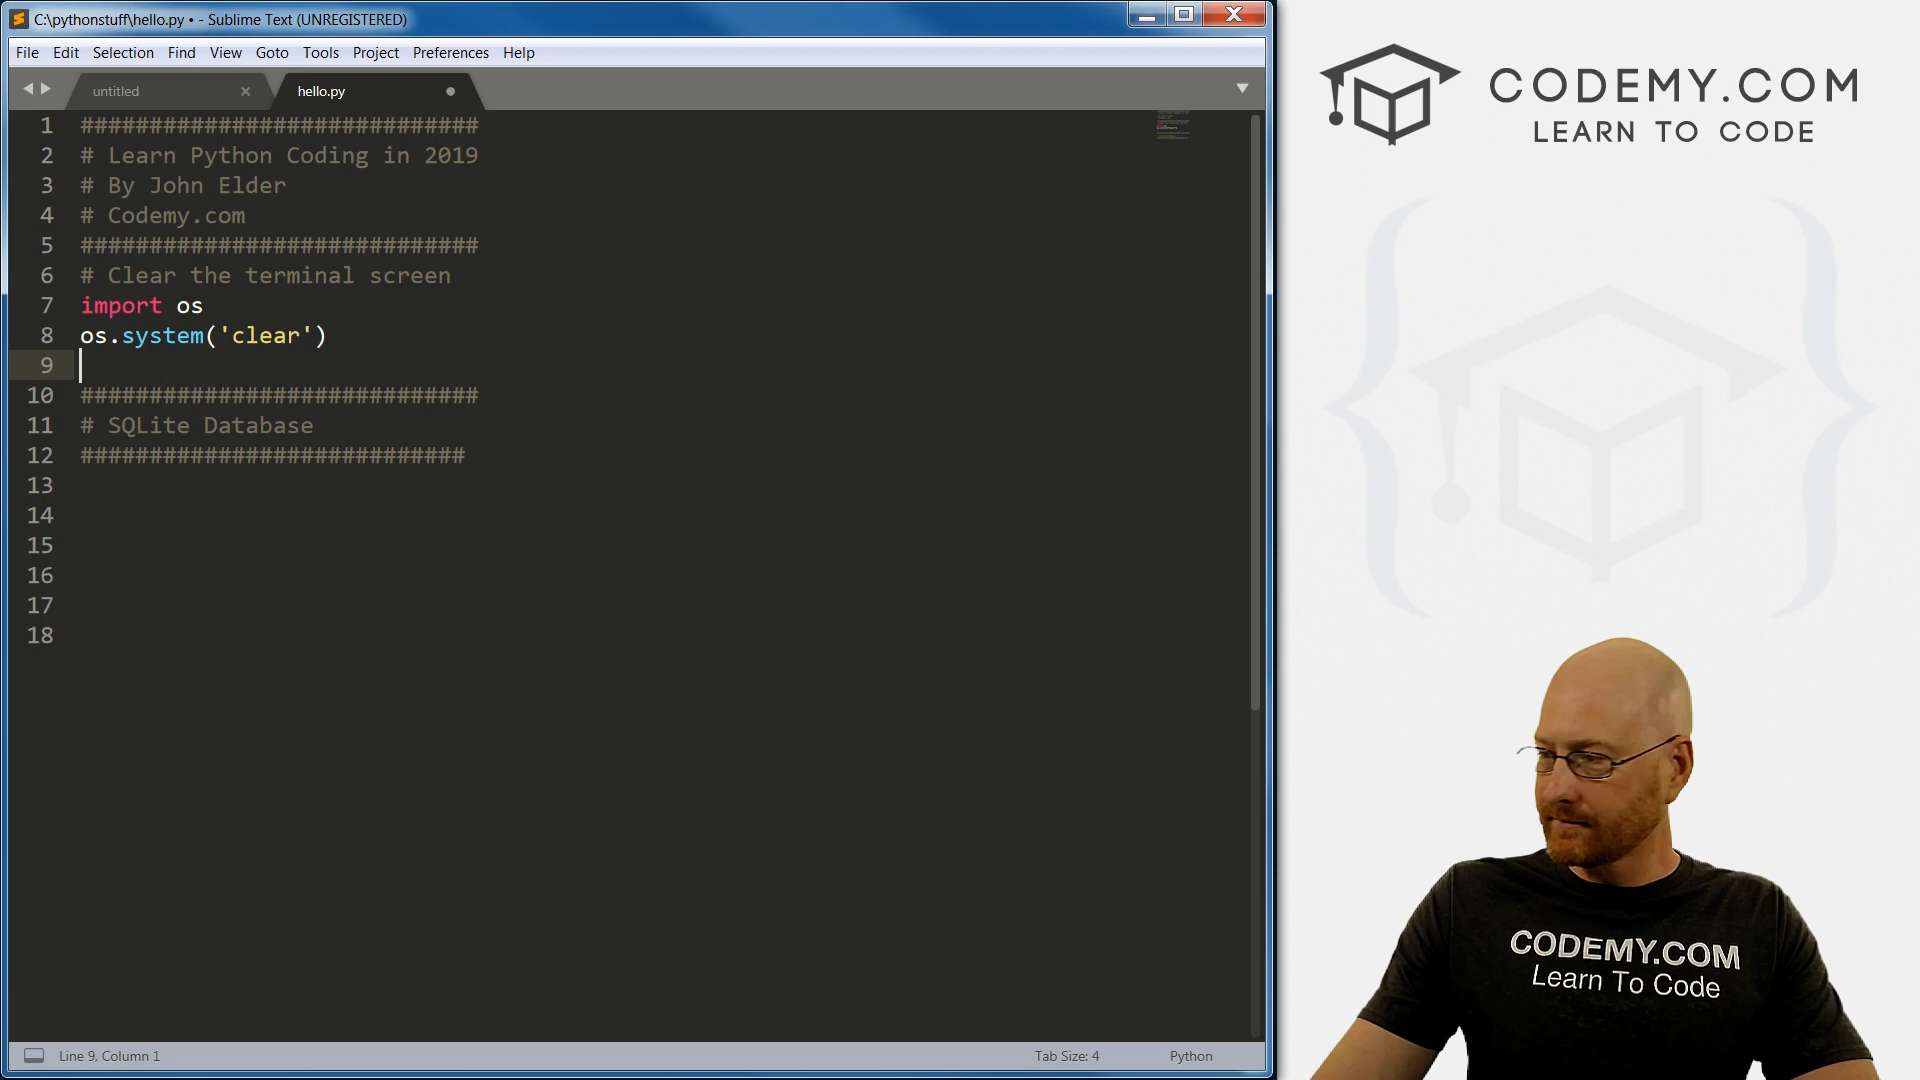 C:\pythonstuff\hello.py • - Sublime Text (UNREGISTERED)
File Edit Selection Find View Goto Tools Project Preferences Help
untitled
hello.py
1 #############################
2 # Learn Python Coding in 2019
3 # By John Elder
4 # Codemy.com
5 #############################
6 # Clear the terminal screen
7 import os
8 os.system('clear')
9
10 #############################
11 # SQLite Database
12 ############################
13
14
15
16
17
18
Line 9, Column 1
Tab Size: 4
Python
CODEMY.COM
LEARN TO CODE
CODEMY.COM
Learn To Code